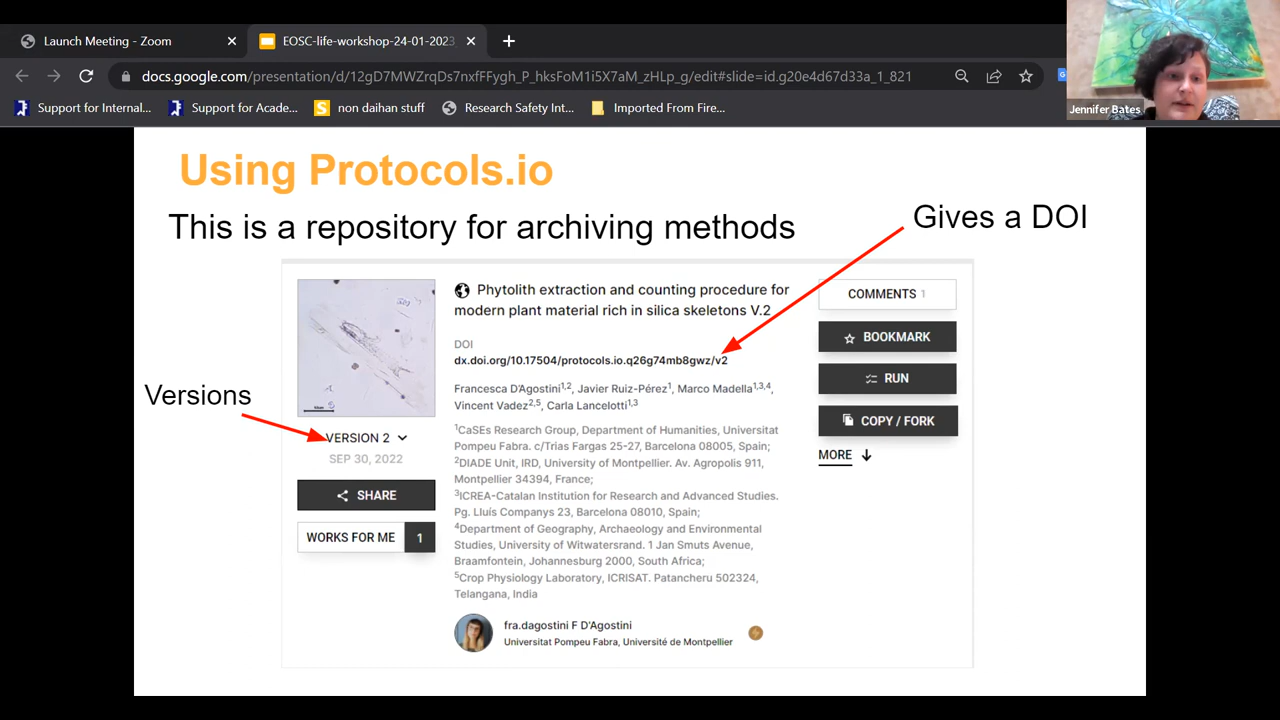 Launch Meeting - Zoom
EOSC-life-workshop-24-01-2023
docs.google.com/presentation/d/12gD7MWZrqDs7nxfFFygh_P_hksFoM1i5X7aM_zHLp_g/edit#slide=id.g20e4d67d33a_1_821
Support for Internal...
Support for Acade...
non daihan stuff
Research Safety Int...
Imported From Fire...
Jennifer Bates
Using Protocols.io
This is a repository for archiving methods
Gives a DOI
Versions
VERSION 2
SEP 30, 2022
SHARE
WORKS FOR ME 1
Phytolith extraction and counting procedure for
modern plant material rich in silica skeletons V.2
DOI
dx.doi.org/10.17504/protocols.io.q26g74mb8gwz/v2
Francesca D'Agostini1,2, Javier Ruiz-Pérez1, Marco Madella1,3,4,
Vincent Vadez2,5, Carla Lancelotti1,3
1CaSEs Research Group, Department of Humanities, Universitat
Pompeu Fabra. c/Trias Fargas 25-27, Barcelona 08005, Spain;
2DIADE Unit, IRD, University of Montpellier. Av. Agropolis 911,
Montpellier 34394, France;
3ICREA-Catalan Institution for Research and Advanced Studies.
Pg. Lluís Companys 23, Barcelona 08010, Spain;
4Department of Geography, Archaeology and Environmental
Studies, University of Witwatersrand. 1 Jan Smuts Avenue,
Braamfontein, Johannesburg 2000, South Africa;
5Crop Physiology Laboratory, ICRISAT. Patancheru 502324,
Telangana, India
fra.dagostini F D'Agostini
Universitat Pompeu Fabra, Université de Montpellier
COMMENTS 1
BOOKMARK
RUN
COPY / FORK
MORE